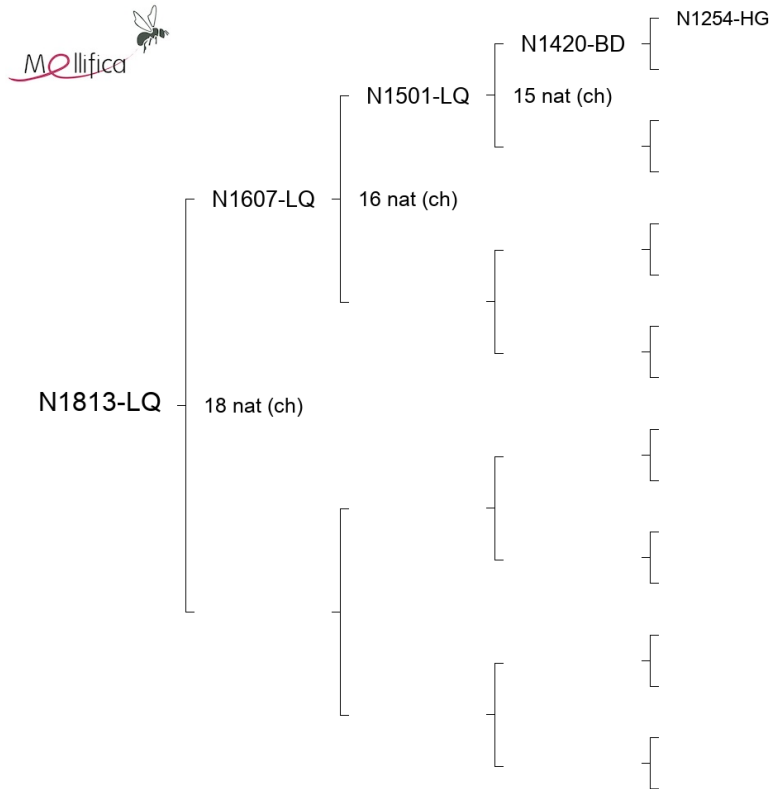 Mellifica
N1254-HG
N1420-BD
N1501-LQ
15 nat (ch)
N1607-LQ
16 nat (ch)
N1813-LQ
18 nat (ch)